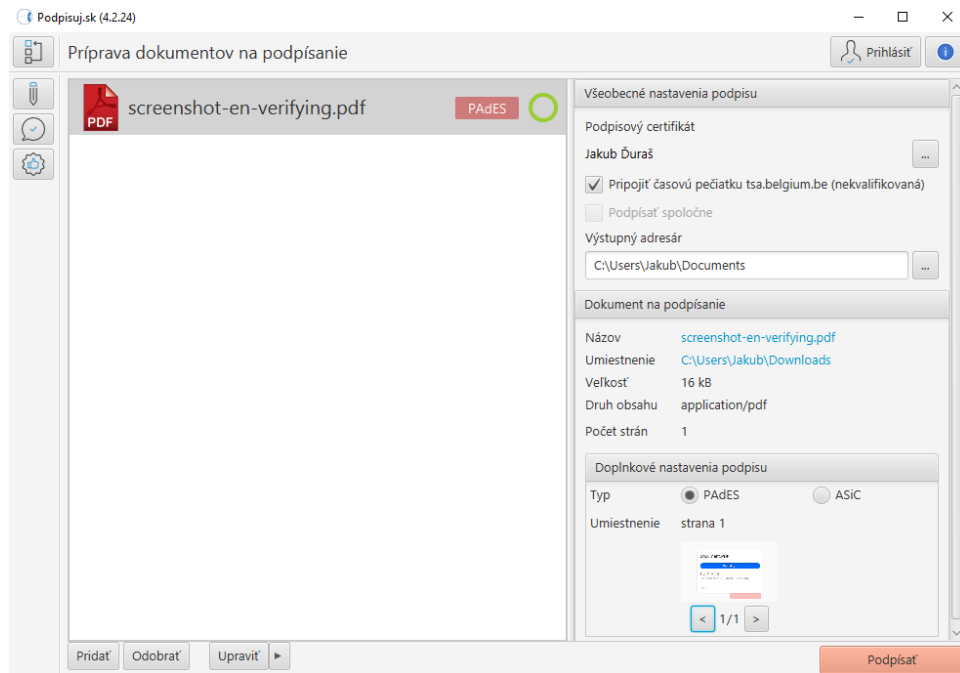 Podpisuj.sk (4.2.24)
Príprava dokumentov na podpísanie
Prihlásiť
PDF
screenshot-en-verifying.pdf
PAdES
Všeobecné nastavenia podpisu
Podpisový certifikát
Jakub Ďuraš
...
Pripojiť časovú pečiatku tsa.belgium.be (nekvalifikovaná)
Podpísať spoločne
Výstupný adresár
C:\Users\Jakub\Documents
...
Dokument na podpísanie
Názov screenshot-en-verifying.pdf
Umiestnenie C:\Users\Jakub\Downloads
Veľkosť 16 kB
Druh obsahu application/pdf
Počet strán 1
Doplnkové nastavenia podpisu
Typ PAdES ASiC
Umiestnenie strana 1
< 1/1 >
Pridať Odobrať Upraviť
Podpísať